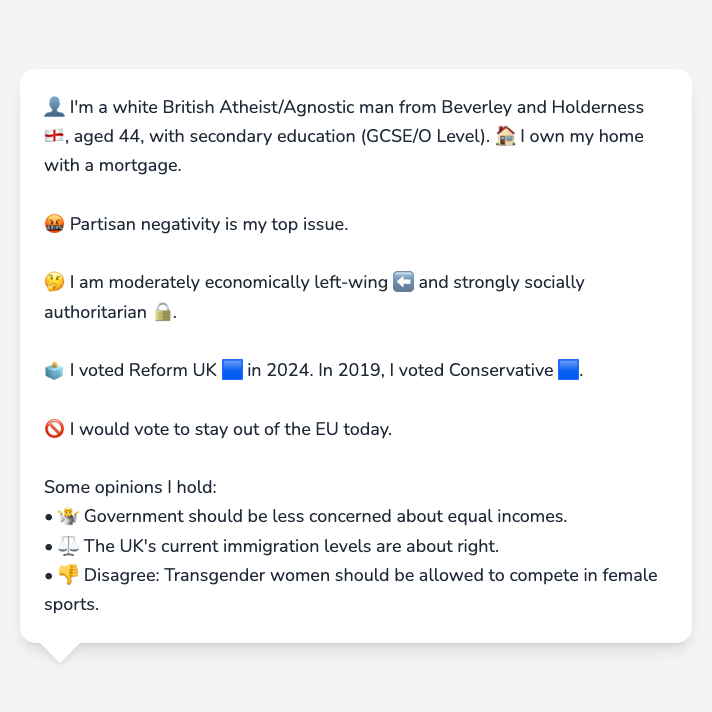 👤 I'm a white British Atheist/Agnostic man from Beverley and Holderness
🏴󠁧󠁢󠁥󠁮󠁧󠁿, aged 44, with secondary education (GCSE/O Level). 🏠 I own my home
with a mortgage.
🤬 Partisan negativity is my top issue.
🤔 I am moderately economically left-wing ⬅️ and strongly socially
authoritarian 🔒.
🗳️ I voted Reform UK 🟦 in 2024. In 2019, I voted Conservative 🟦.
🚫 I would vote to stay out of the EU today.
Some opinions I hold:
• 🤷 Government should be less concerned about equal incomes.
• ⚖️ The UK's current immigration levels are about right.
• 👎 Disagree: Transgender women should be allowed to compete in female
sports.